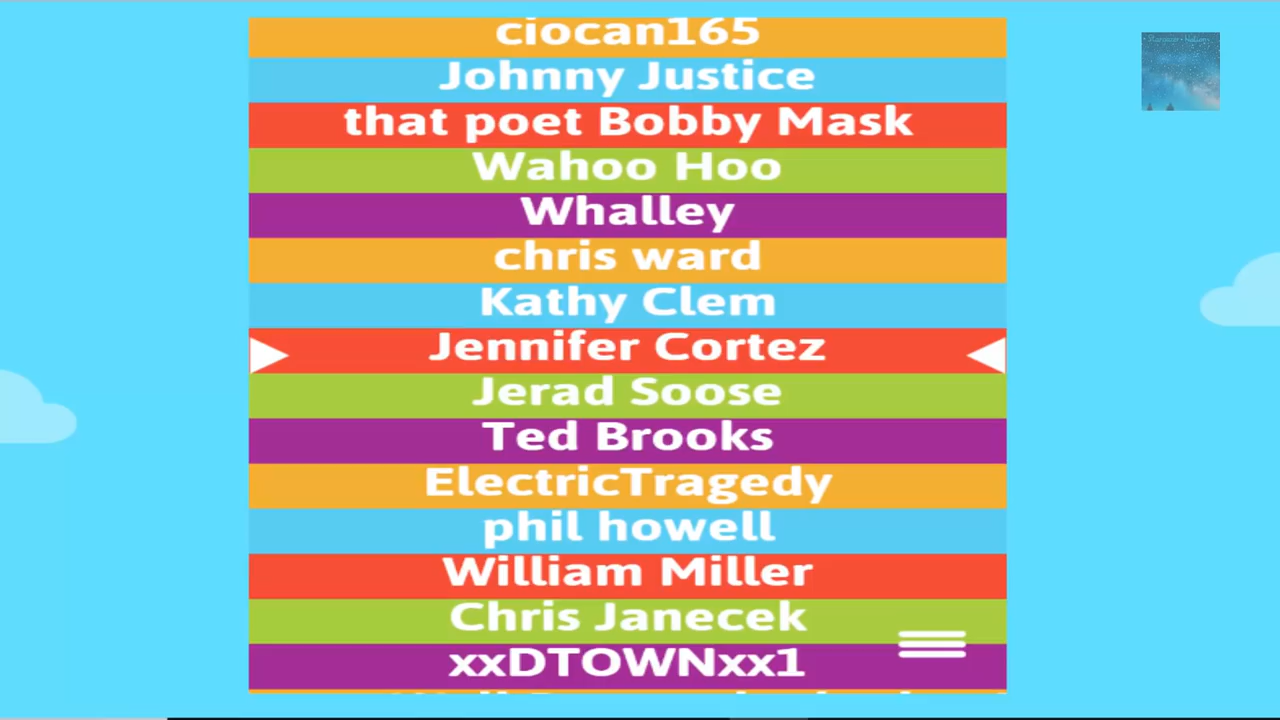 ciocan165
Johnny Justice
that poet Bobby Mask
Wahoo Hoo
Whalley
chris ward
Kathy Clem
Jennifer Cortez
Jerad Soose
Ted Brooks
ElectricTragedy
phil howell
William Miller
Chris Janecek
xxDTOWNxx1